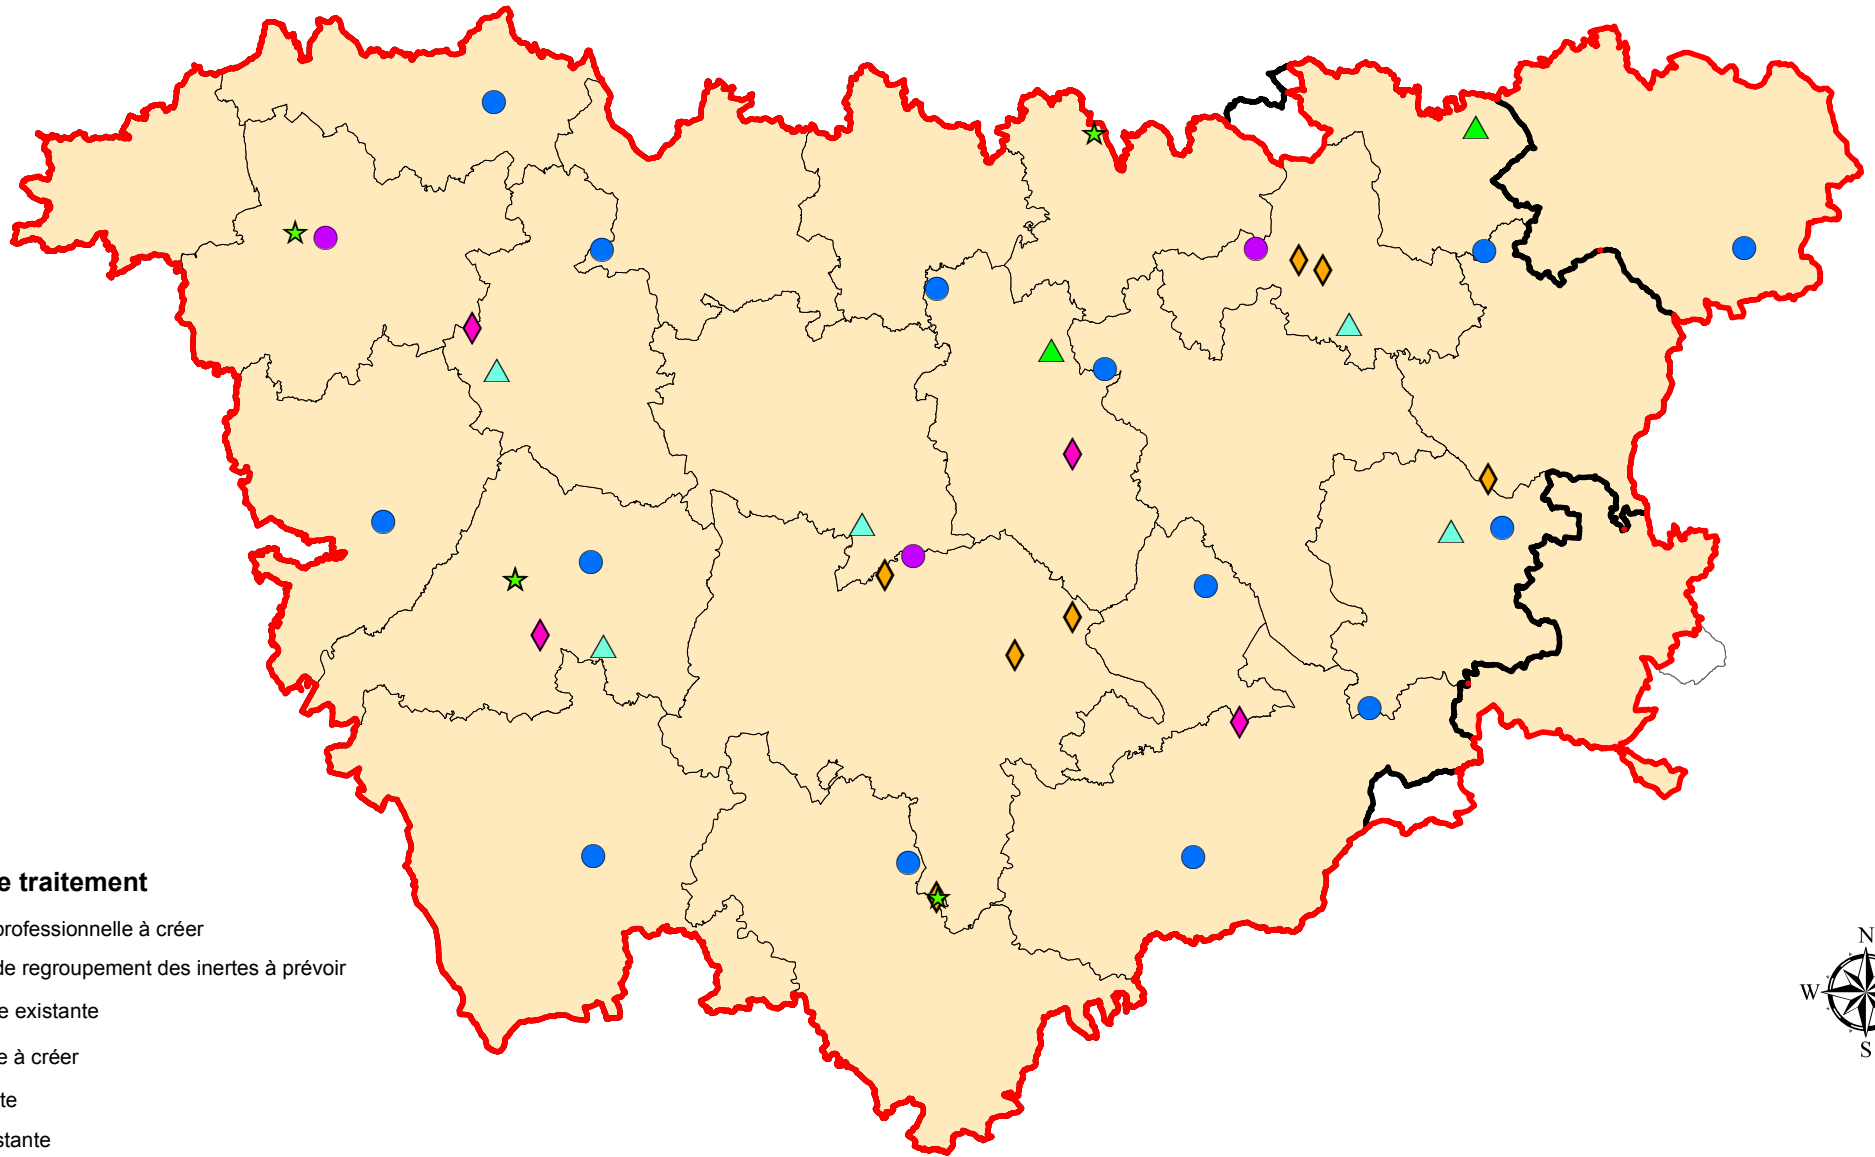 e traitement
professionnelle à créer
de regroupement des inertes à prévoir
e existante
e à créer
te
stante
N
W
S